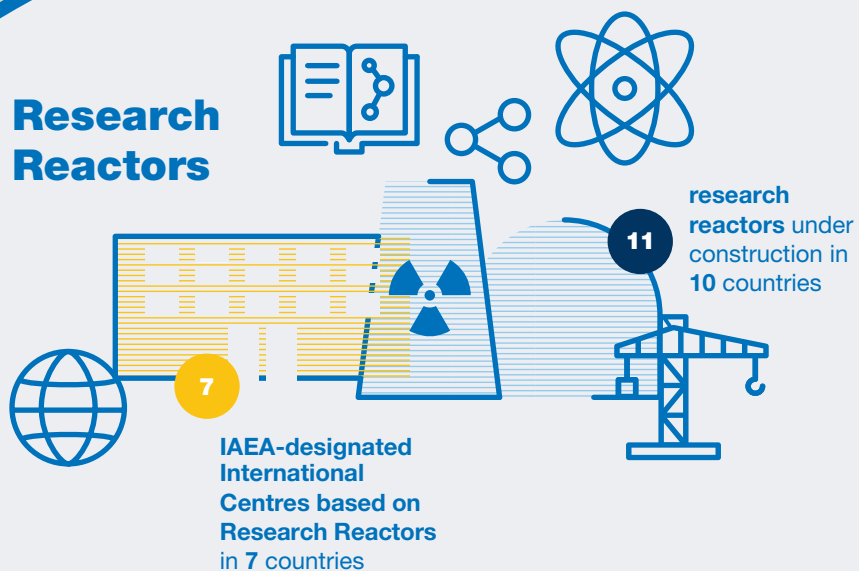 Research
Reactors
11
research
reactors under
construction in
10 countries
7
IAEA-designated
International
Centres based on
Research Reactors
in 7 countries